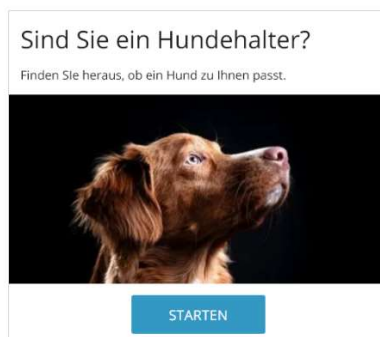 Sind Sie ein Hundehalter?
Finden SIe heraus, ob ein Hund zu Ihnen passt.
STARTEN